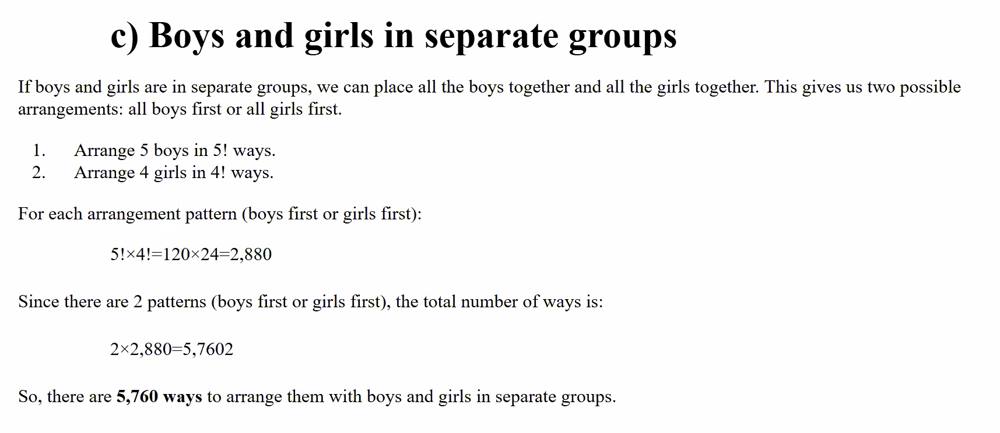 c) Boys and girls in separate groups
If boys and girls are in separate groups, we can place all the boys together and all the girls together. This gives us two possible
arrangements: all boys first or all girls first.
1. Arrange 5 boys in 5! ways.
2. Arrange 4 girls in 4! ways.
For each arrangement pattern (boys first or girls first):
5!×4!=120×24=2,880
Since there are 2 patterns (boys first or girls first), the total number of ways is:
2×2,880=5,7602
So, there are 5,760 ways to arrange them with boys and girls in separate groups.